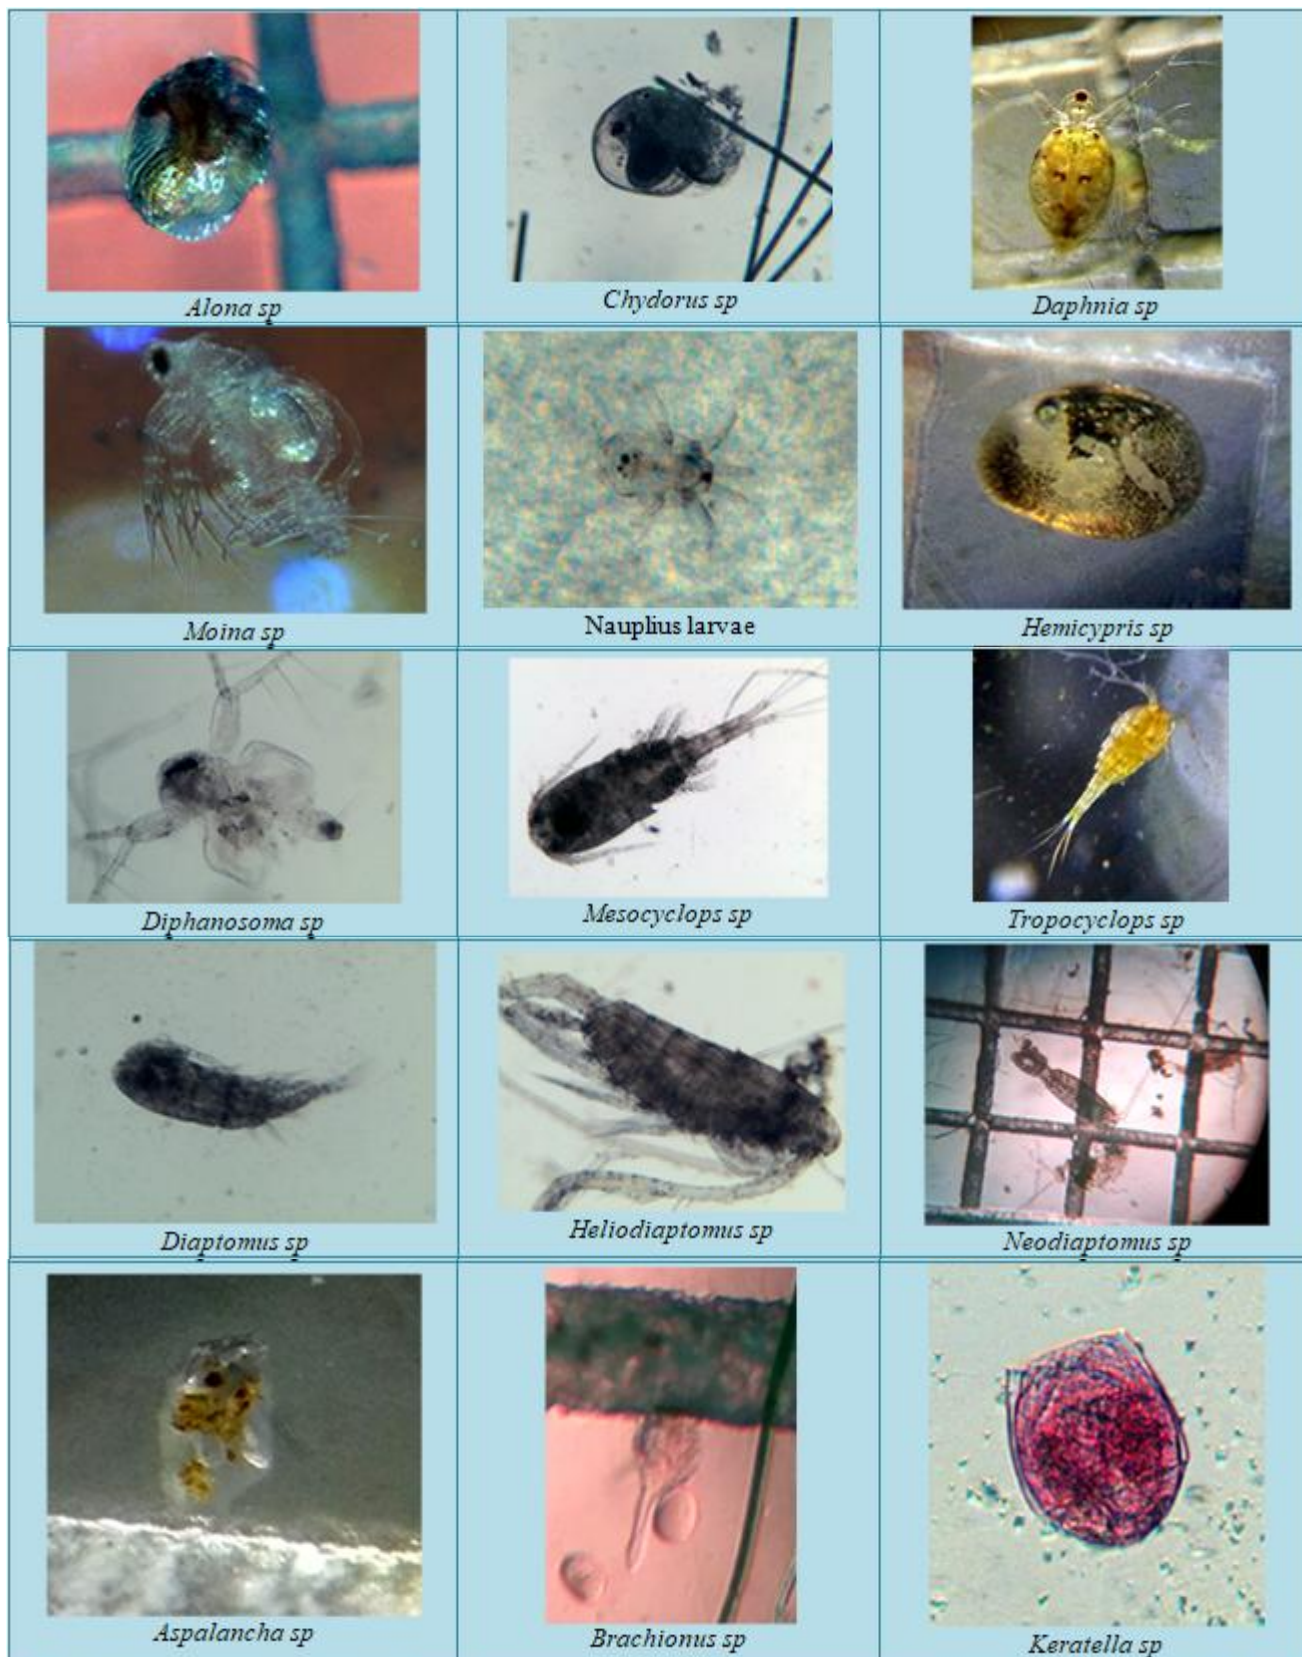 Alona sp
Chydorus sp
Daphnia sp
Moina sp
Nauplius larvae
Hemicypris sp
Diphanosoma sp
Mesocyclops sp
Tropocyclops sp
Diaptomus sp
Heliodiaptomus sp
Neodiaptomus sp
Aspalancha sp
Brachionus sp
Keratella sp